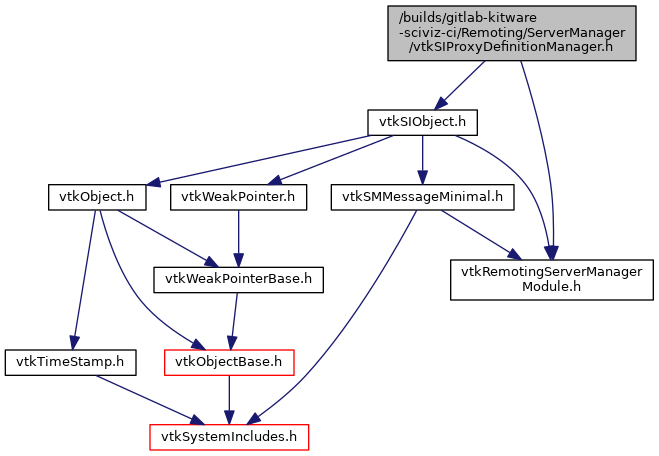 /builds/gitlab-kitware
-sciviz-ci/Remoting/ServerManager
/vtkSIProxyDefinitionManager.h
vtkSIObject.h
vtkObject.h
vtkWeakPointer.h
vtkSMMessageMinimal.h
vtkWeakPointerBase.h
vtkRemotingServerManager
Module.h
vtkTimeStamp.h
vtkObjectBase.h
vtkSystemIncludes.h